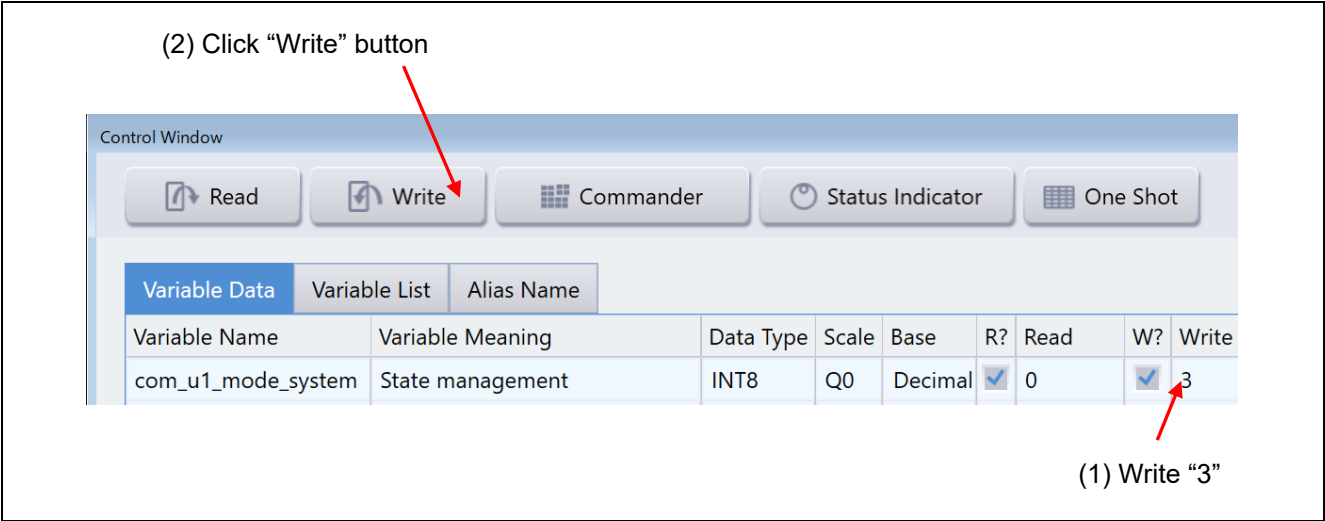 (2) Click “Write” button
Control Window
Read Write Commander Status Indicator One Shot
Variable Data Variable List Alias Name
Variable Name Variable Meaning Data Type Scale Base R? Read W? Write
com_u1_mode_system State management INT8 Q0 Decimal 0 3
(1) Write “3”